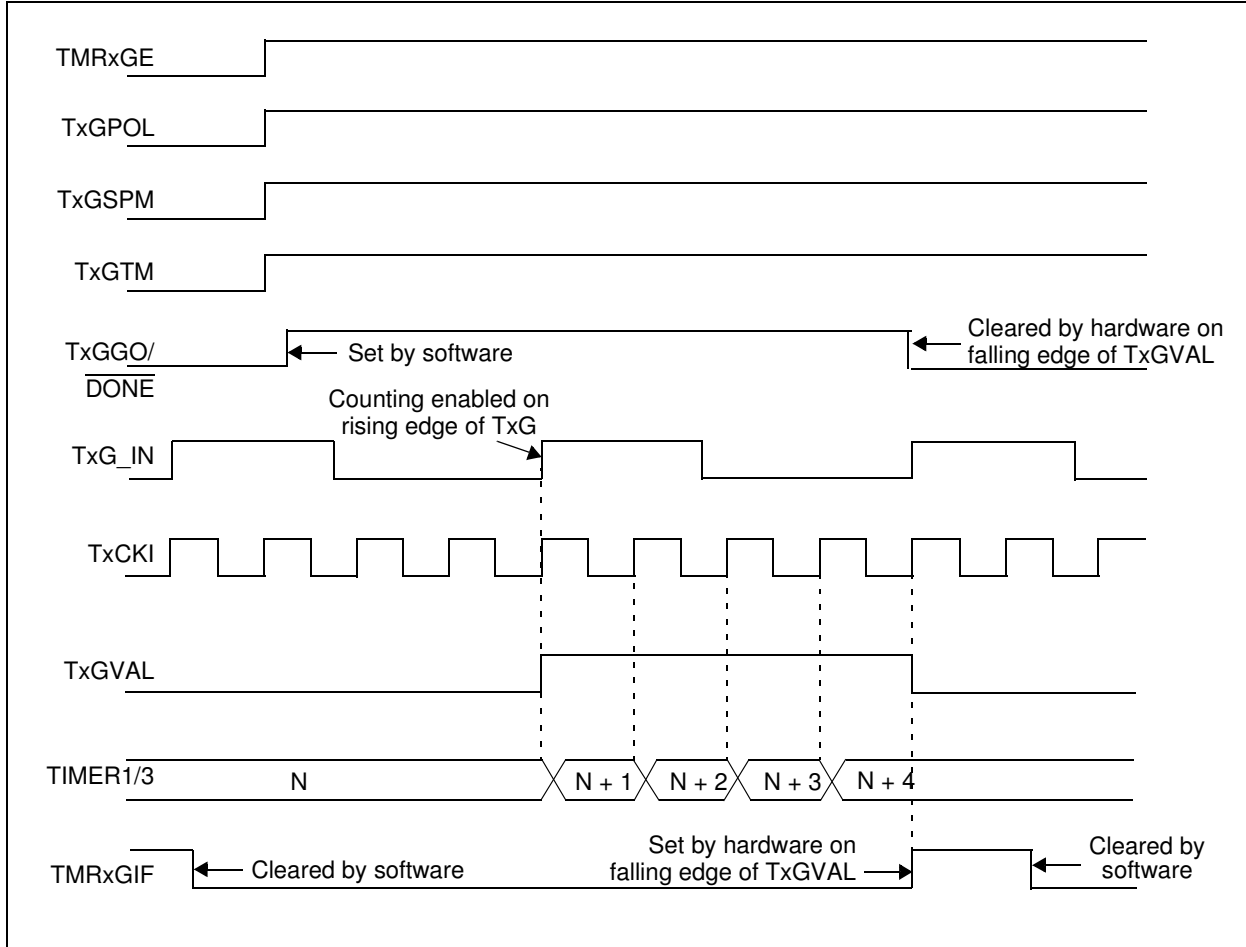 TMRxGE
TxGPOL
TxGSPM
TxGTM
TxGGO/
DONE
Set by software
Cleared by hardware on
falling edge of TxGVAL
Counting enabled on
rising edge of TxG
TxG_IN
TxCKI
TxGVAL
TIMER1/3
N
N + 1
N + 2
N + 3
N + 4
TMRxGIF
Cleared by software
Set by hardware on
falling edge of TxGVAL
Cleared by
software